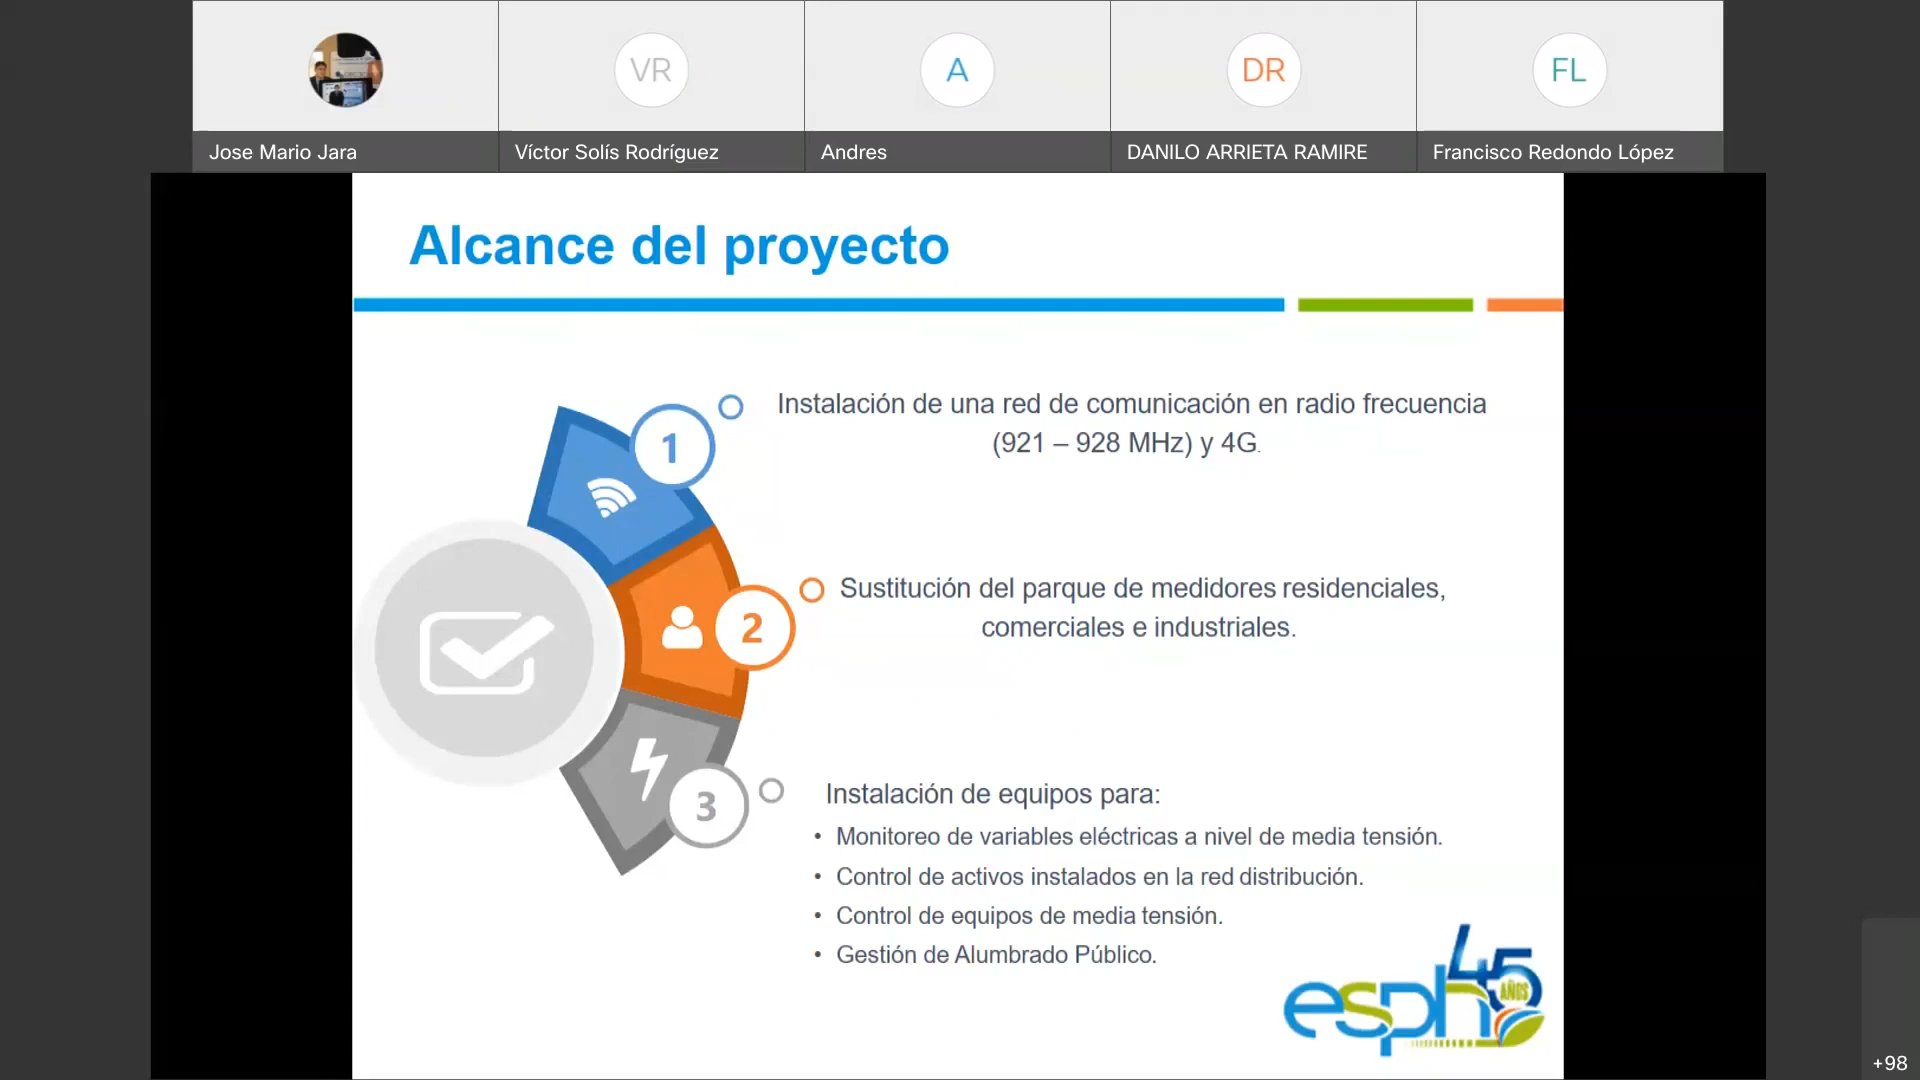 VR
A
DR
FL
Jose Mario Jara
Víctor Solís Rodríguez
Andres
DANILO ARRIETA RAMIRE
Francisco Redondo López
Alcance del proyecto
1
Instalación de una red de comunicación en radio frecuencia
(921 – 928 MHz) y 4G.
2
Sustitución del parque de medidores residenciales,
comerciales e industriales.
3
Instalación de equipos para:
• Monitoreo de variables eléctricas a nivel de media tensión.
• Control de activos instalados en la red distribución.
• Control de equipos de media tensión.
• Gestión de Alumbrado Público.
45
AÑOS
esph
+98